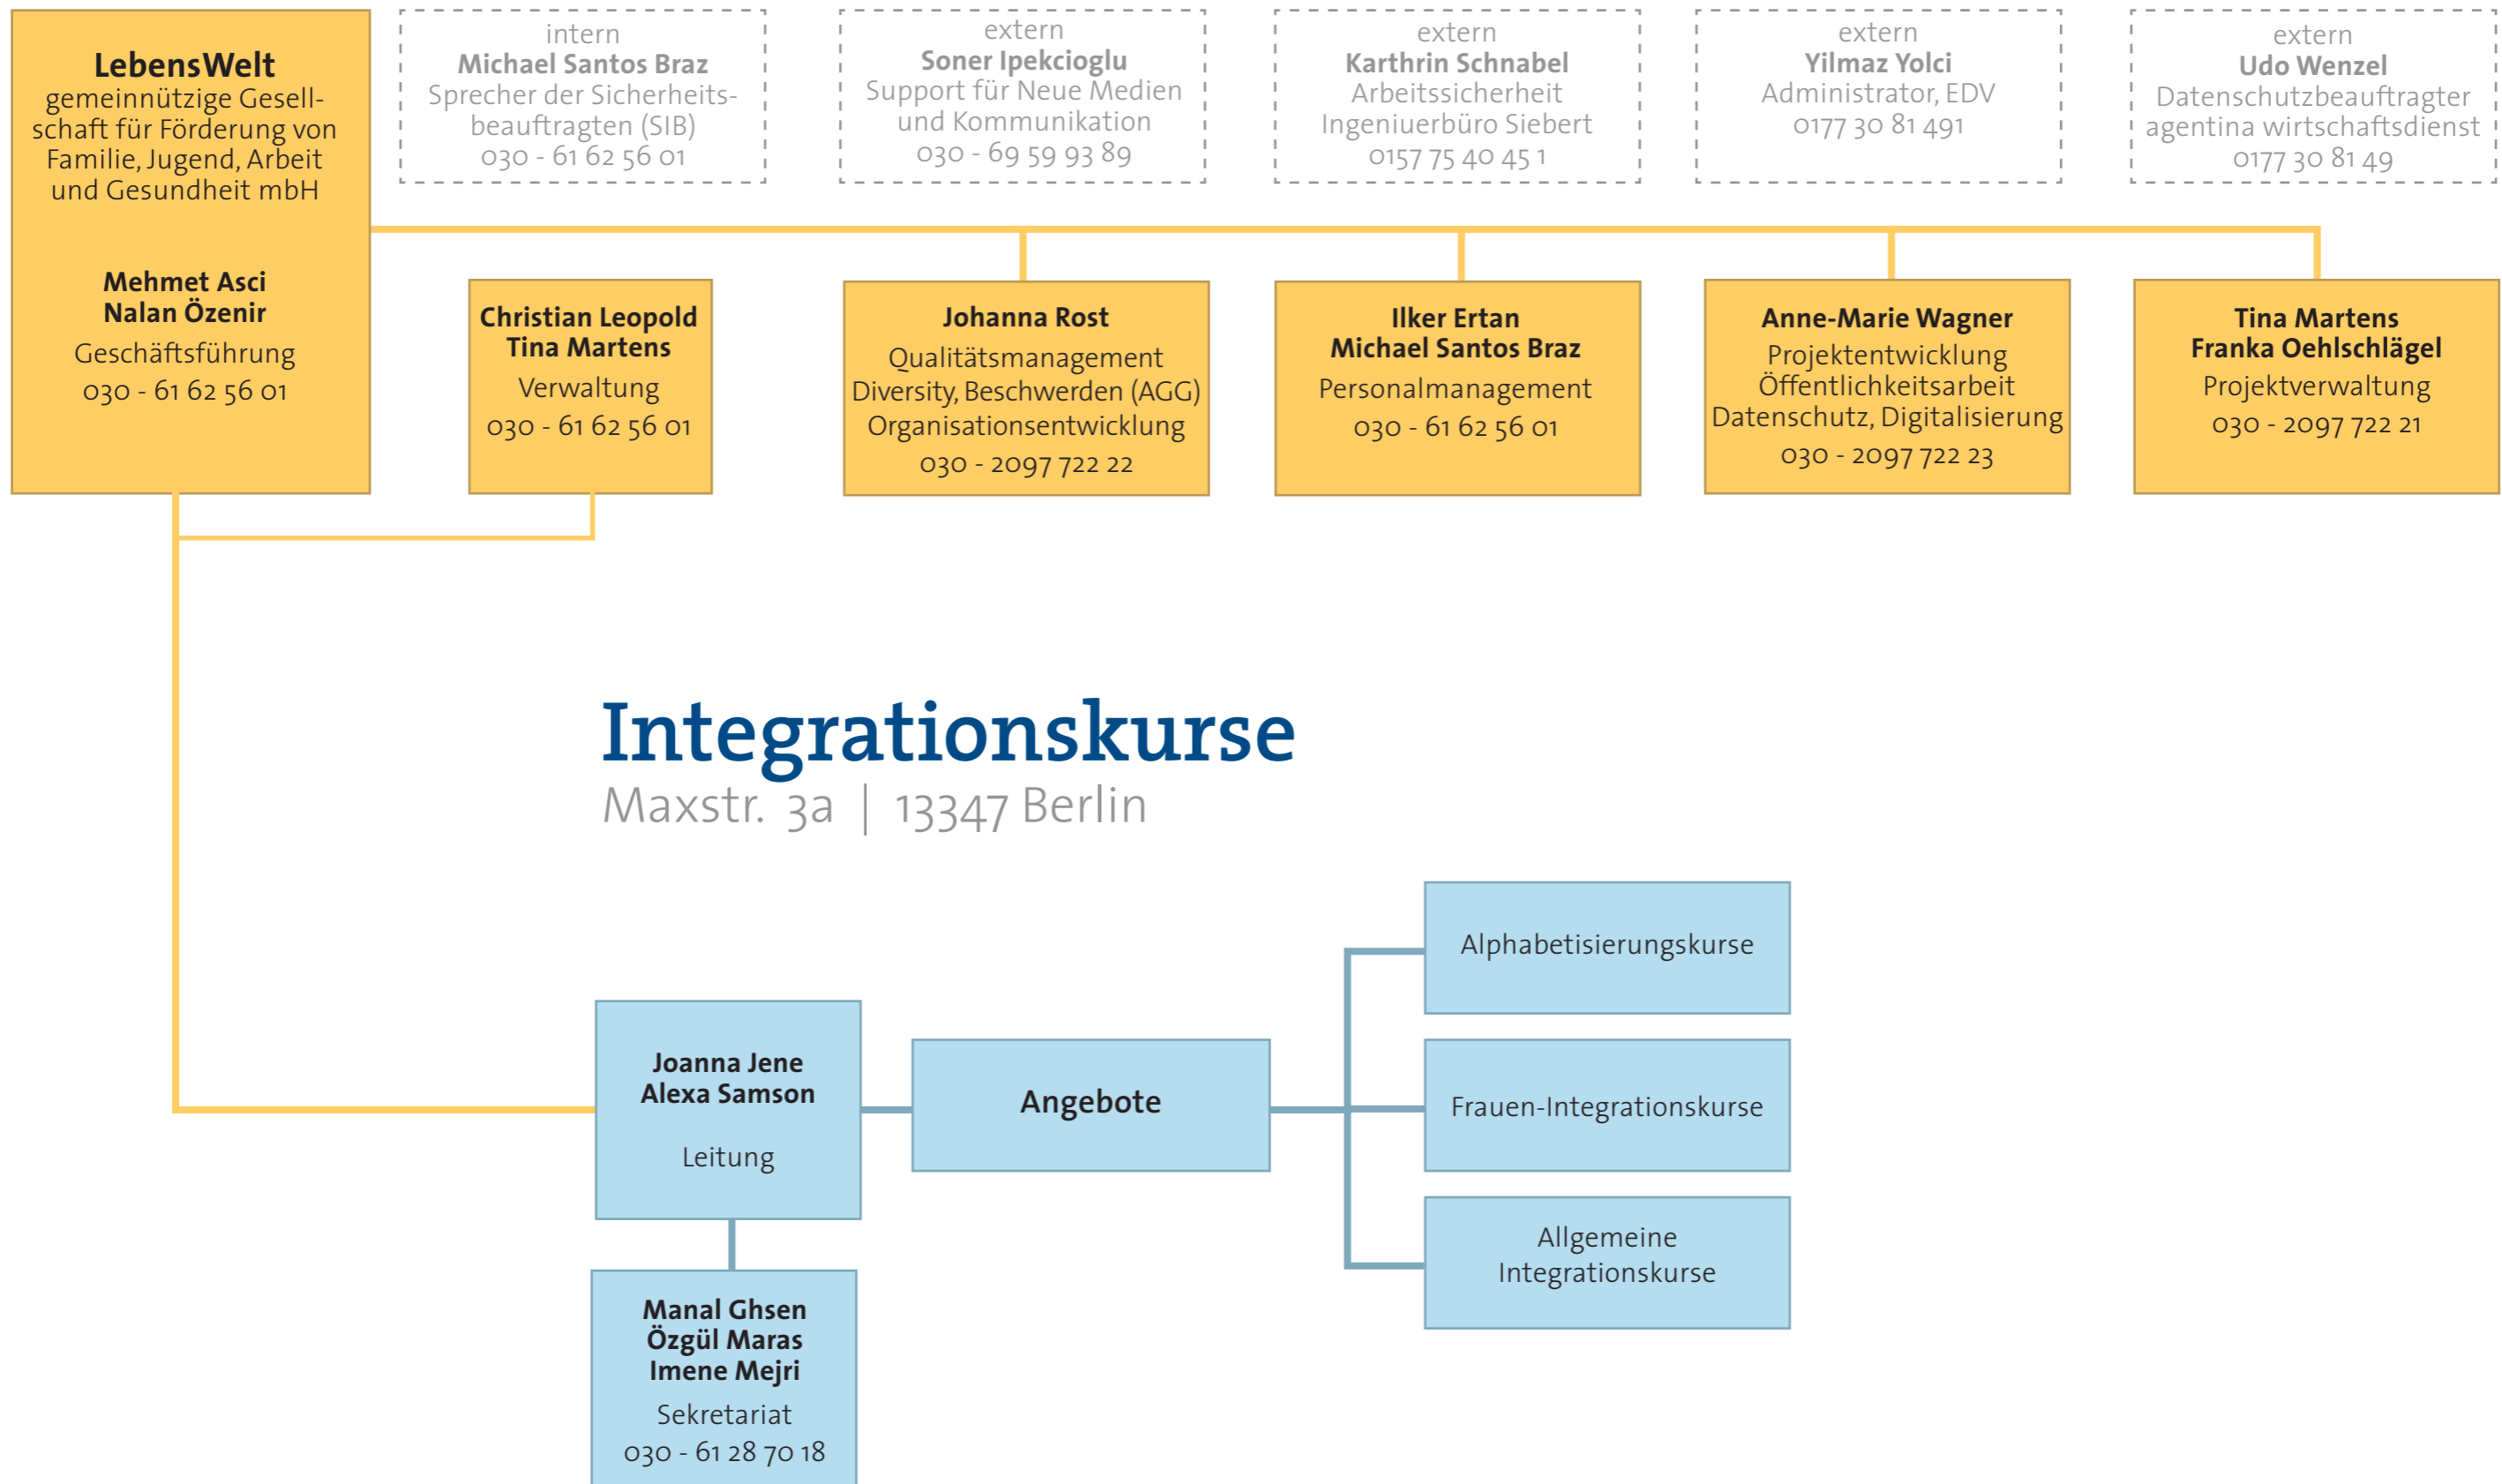 LebensWelt
gemeinnützige Gesell-
schaft für Förderung von
Familie, Jugend, Arbeit
und Gesundheit mbH
Mehmet Asci
Nalan Özenir
Geschäftsführung
030 - 61 62 56 01
intern
Michael Santos Braz
Sprecher der Sicherheits-
beauftragten (SIB)
030 - 61 62 56 01
extern
Soner Ipekcioglu
Support für Neue Medien
und Kommunikation
030 - 69 59 93 89
extern
Karthrin Schnabel
Arbeitssicherheit
Ingeniuerbüro Siebert
0157 75 40 45 1
extern
Yilmaz Yolci
Administrator, EDV
0177 30 81 491
extern
Udo Wenzel
Datenschutzbeauftragter
agentina wirtschaftsdienst
0177 30 81 49
Christian Leopold
Tina Martens
Verwaltung
030 - 61 62 56 01
Johanna Rost
Qualitätsmanagement
Diversity, Beschwerden (AGG)
Organisationsentwicklung
030 - 2097 722 22
Ilker Ertan
Michael Santos Braz
Personalmanagement
030 - 61 62 56 01
Anne-Marie Wagner
Projektentwicklung
Öffentlichkeitsarbeit
Datenschutz, Digitalisierung
030 - 2097 722 23
Tina Martens
Franka Oehlschlägel
Projektverwaltung
030 - 2097 722 21
Integrationskurse
Maxstr. 3a | 13347 Berlin
Joanna Jene
Alexa Samson
Leitung
Manal Ghsen
Özgül Maras
Imene Mejri
Sekretariat
030 - 61 28 70 18
Angebote
Alphabetisierungskurse
Frauen-Integrationskurse
Allgemeine
Integrationskurse